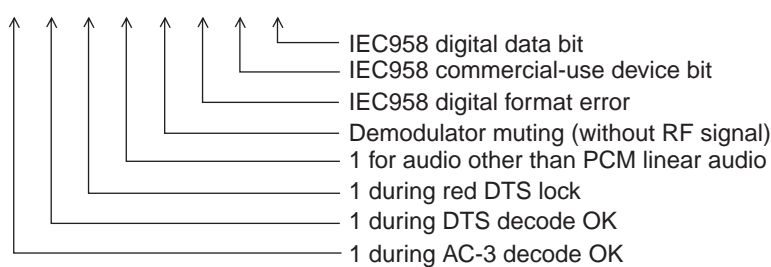 IEC958 digital data bit
IEC958 commercial-use device bit
IEC958 digital format error
Demodulator muting (without RF signal)
1 for audio other than PCM linear audio
1 during red DTS lock
1 during DTS decode OK
1 during AC-3 decode OK